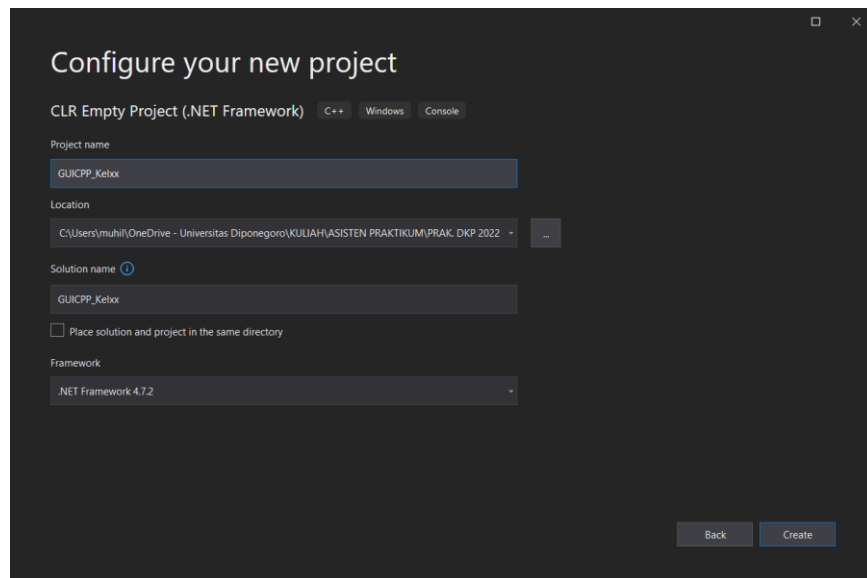 Configure your new project
CLR Empty Project (.NET Framework) C++ Windows Console
Project name
GUICPP_Kelxx
Location
C:\Users\muhil\OneDrive - Universitas Diponegoro\KULIAH\ASISTEN PRAKTIKUM\PRAK. DKP 2022 ...
Solution name
GUICPP_Kelxx
Place solution and project in the same directory
Framework
.NET Framework 4.7.2
Back Create